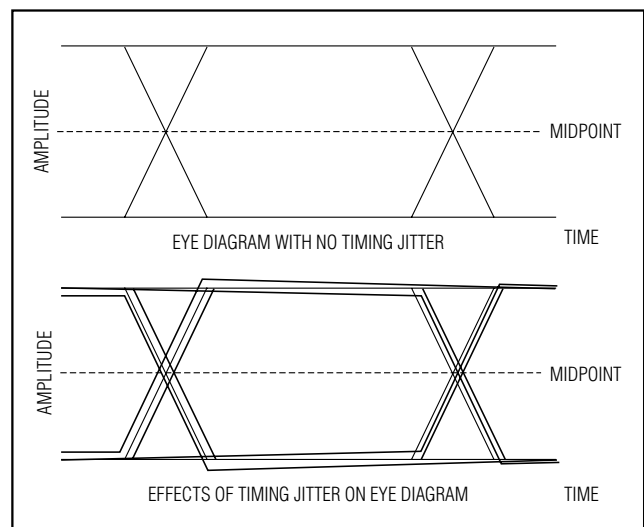 AMPLITUDE
MIDPOINT
EYE DIAGRAM WITH NO TIMING JITTER
TIME
AMPLITUDE
MIDPOINT
EFFECTS OF TIMING JITTER ON EYE DIAGRAM
TIME